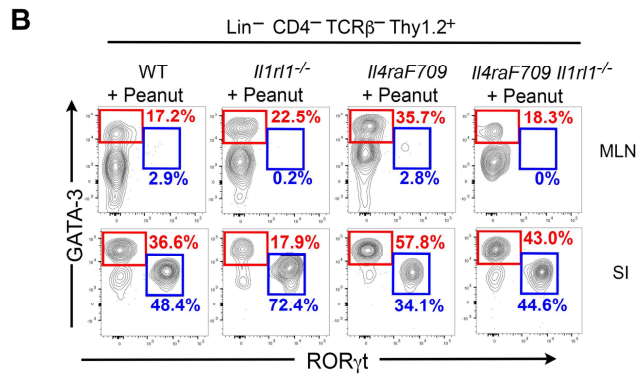 B
Lin− CD4− TCRβ− Thy1.2+
WT + Peanut
Il1rl1-/- + Peanut
Il4raF709 + Peanut
Il4raF709 Il1rl1-/- + Peanut
17.2% 22.5% 35.7% 18.3%
MLN
2.9% 0.2% 2.8% 0%
GATA-3
36.6% 17.9% 57.8% 43.0%
SI
48.4% 72.4% 34.1% 44.6%
RORγt